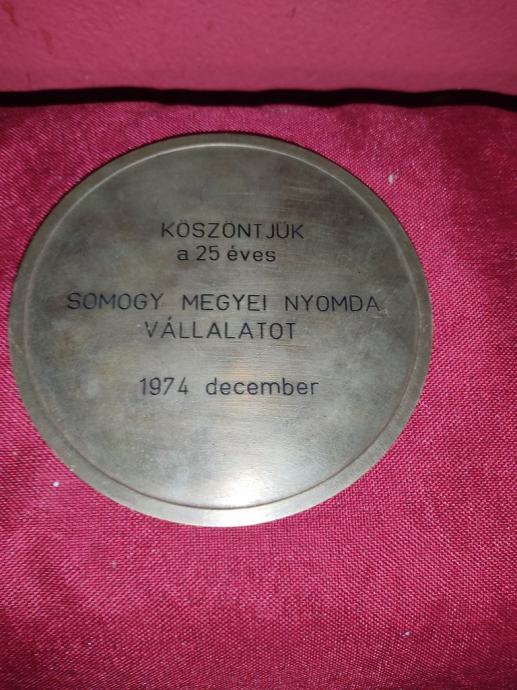 KÖSZÖNTJÜK
a 25 éves
SOMOGY MEGYEI NYOMDA
VÁLLALATOT
1974 december